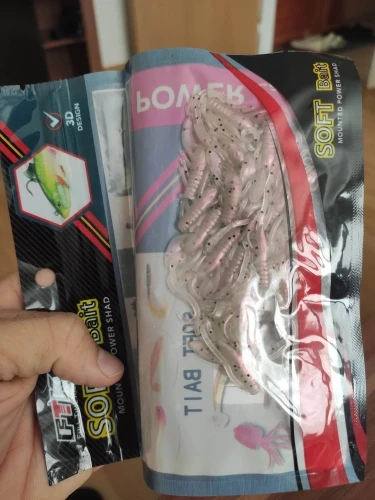 3D
DESIGN
POWER
SOFT Bait
MOUNTED POWER SHAD
SOFT BAIT
SOFT Bait
MOUNTED POWER SHAD